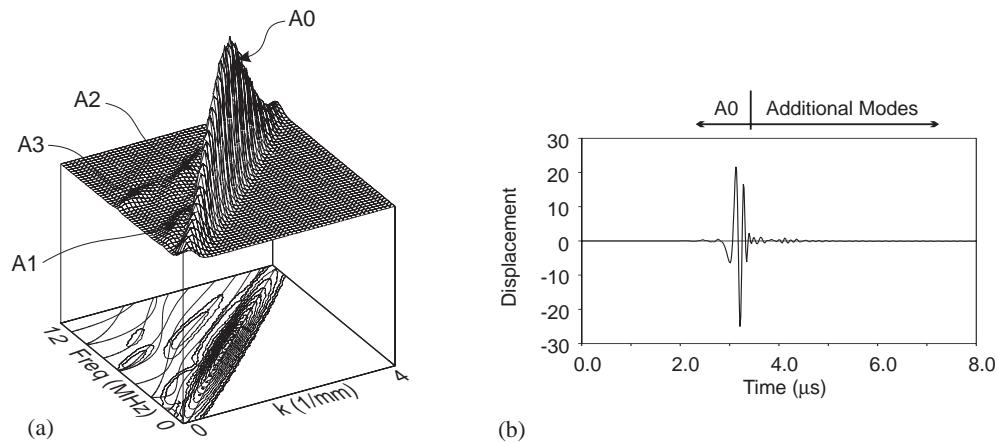 A0
A2
A3
A1
12 Freq (MHz) 0
0 k (1/mm) 4
(a)
A0 Additional Modes
30
20
10
0
-10
-20
-30
Displacement
0.0 2.0 4.0 6.0 8.0
Time (μs)
(b)